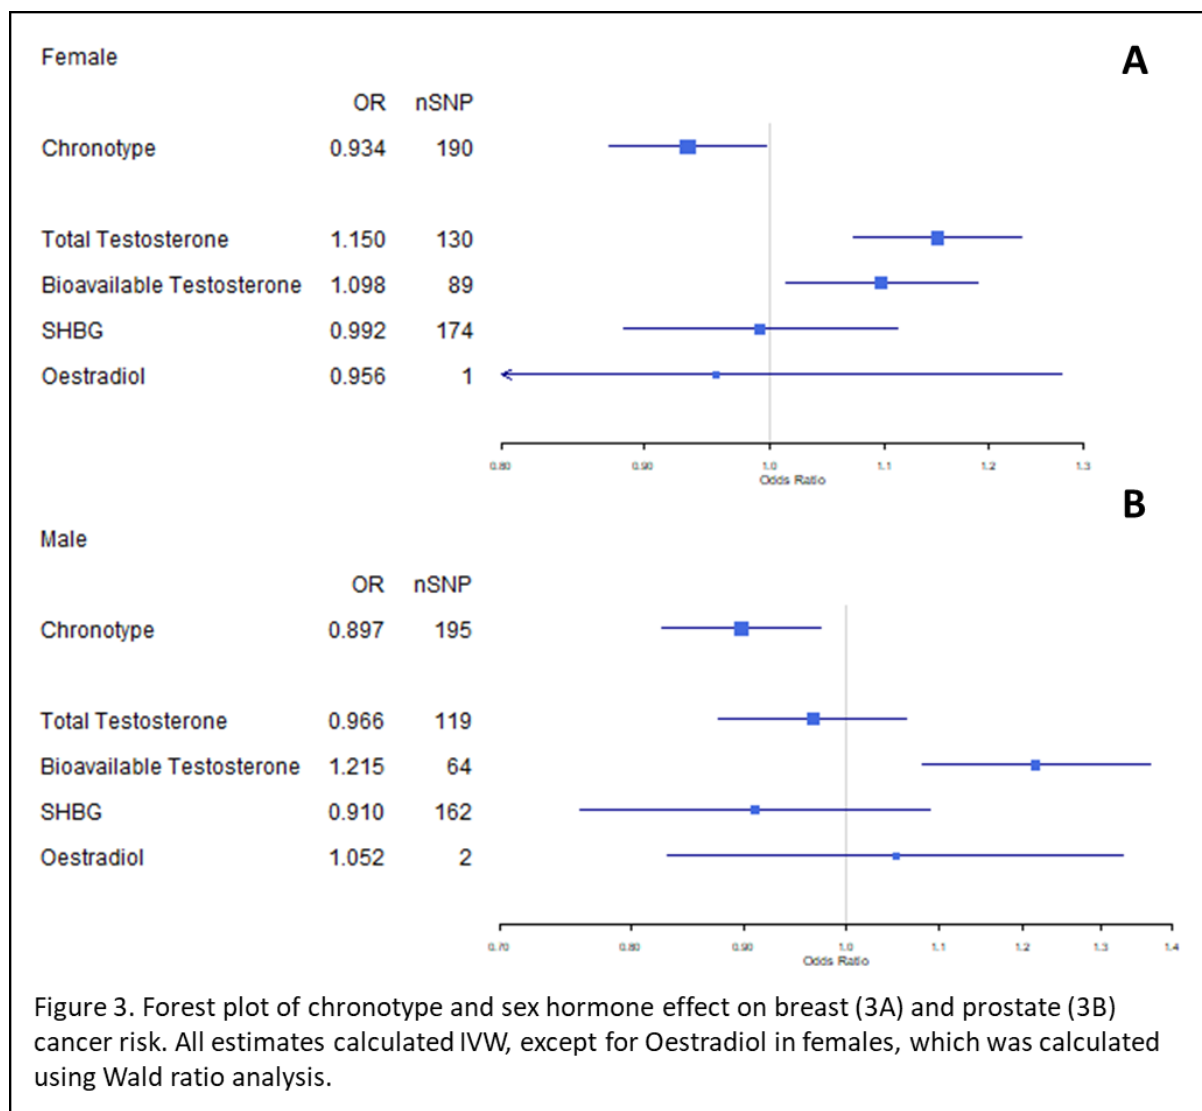 A
Female
OR nSNP
Chronotype 0.934 190
Total Testosterone 1.150 130
Bioavailable Testosterone 1.098 89
SHBG 0.992 174
Oestradiol 0.956 1
0.80 0.90 1.0 1.1 1.2 1.3
Odds Ratio
B
Male
OR nSNP
Chronotype 0.897 195
Total Testosterone 0.966 119
Bioavailable Testosterone 1.215 64
SHBG 0.910 162
Oestradiol 1.052 2
0.70 0.80 0.90 1.0 1.1 1.2 1.3 1.4
Odds Ratio
Figure 3. Forest plot of chronotype and sex hormone effect on breast (3A) and prostate (3B)
cancer risk. All estimates calculated IVW, except for Oestradiol in females, which was calculated
using Wald ratio analysis.